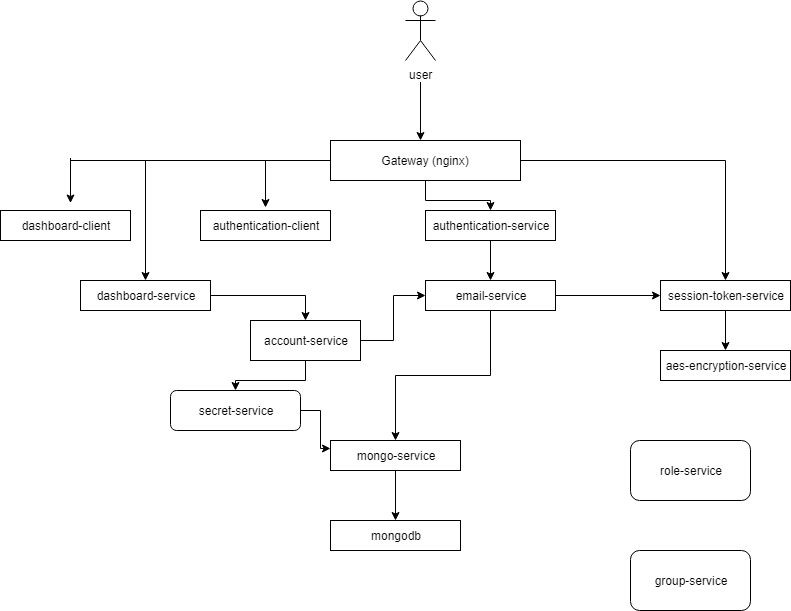 user
Gateway (nginx)
dashboard-client
authentication-client
authentication-service
dashboard-service
email-service
session-token-service
account-service
aes-encryption-service
secret-service
mongo-service
role-service
mongodb
group-service